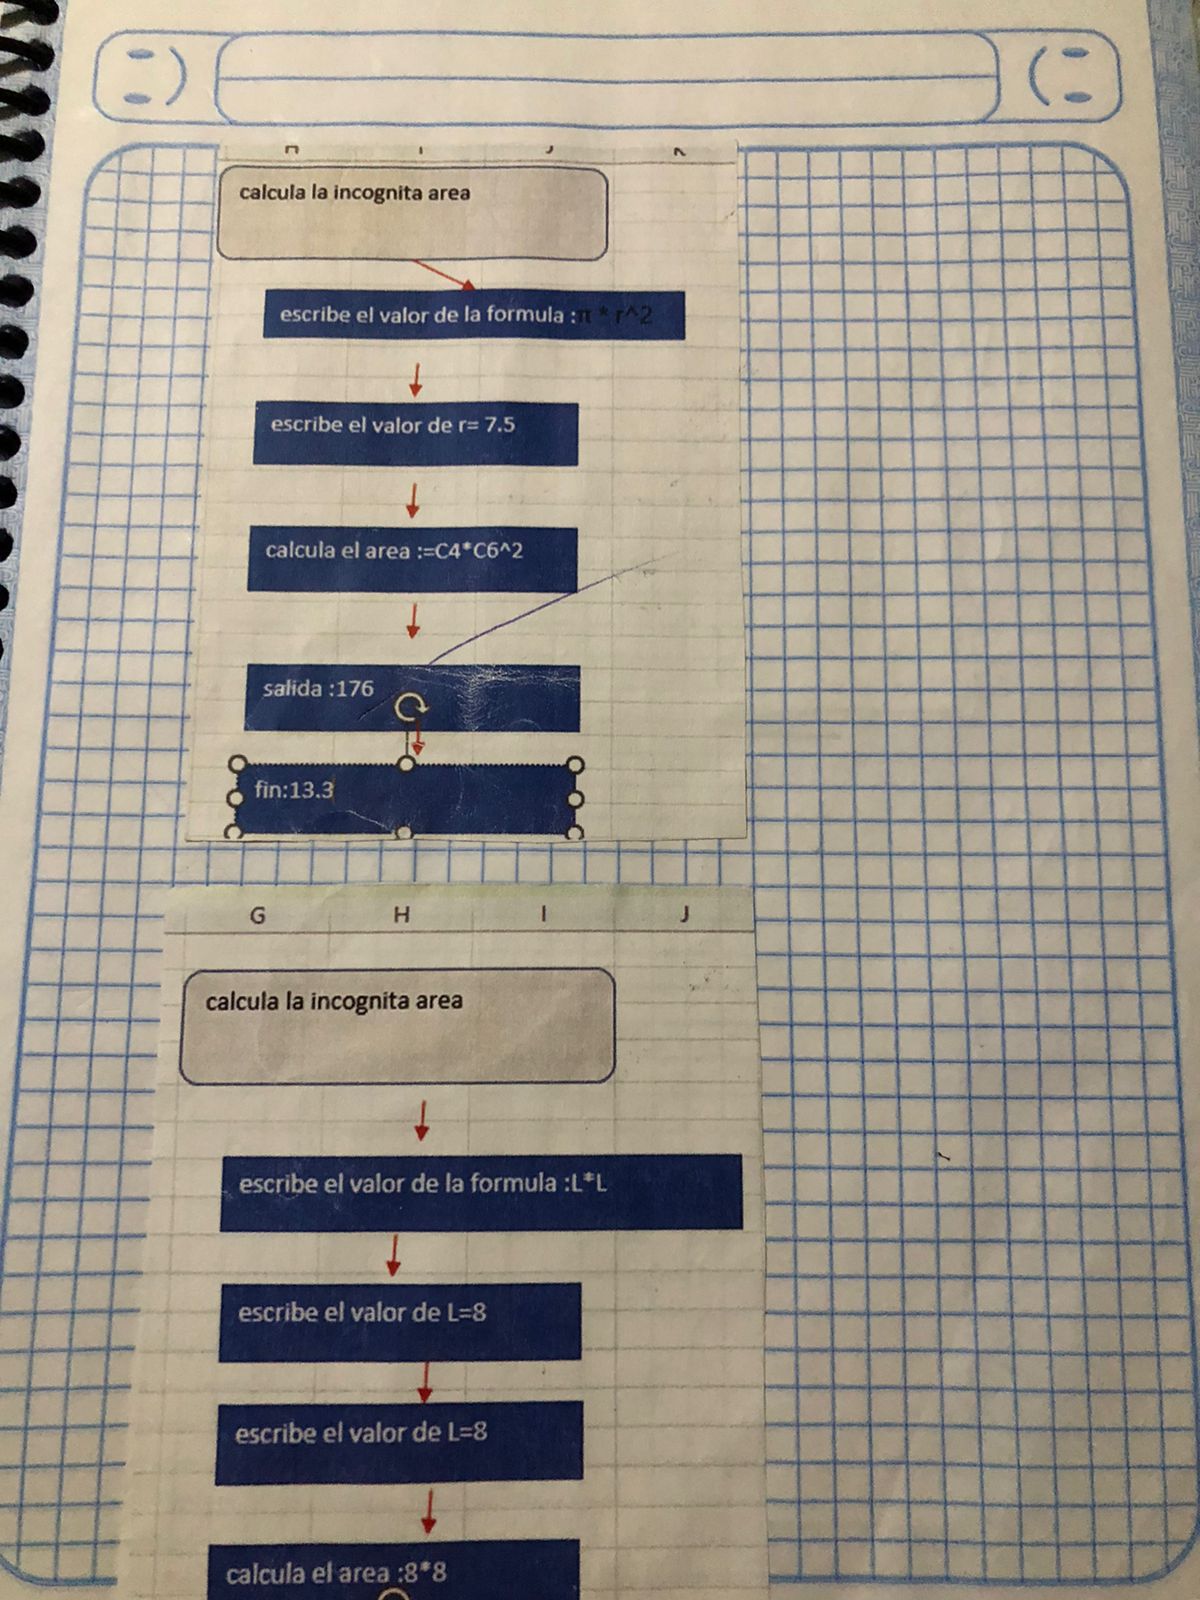 calcula la incognita area
escribe el valor de la formula :π * r^2
escribe el valor de r= 7.5
calcula el area :=C4*C6^2
salida :176
fin:13.3
G H I J
calcula la incognita area
escribe el valor de la formula :L*L
escribe el valor de L=8
escribe el valor de L=8
calcula el area :8*8